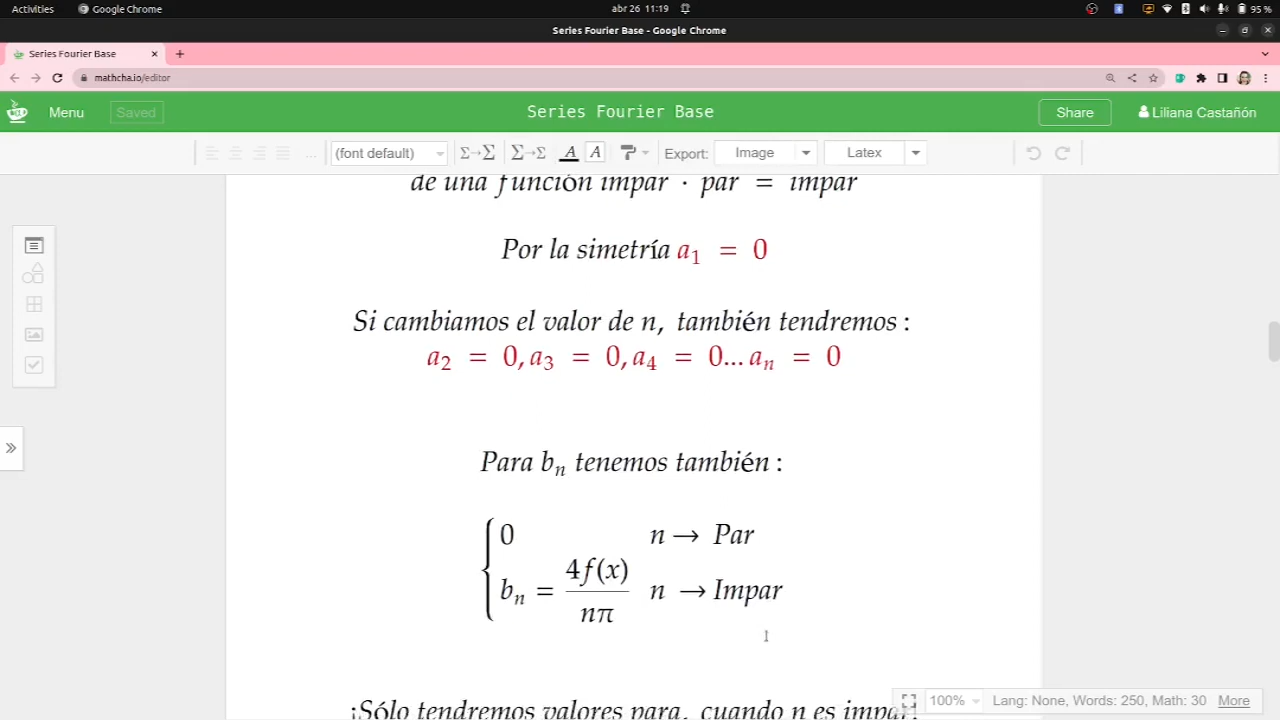 Activities Google Chrome abr 26 11:19 95 %
Series Fourier Base - Google Chrome
Series Fourier Base
mathcha.io/editor
Menu Saved Series Fourier Base Share Liliana Castañón
(font default) Σ→Σ Σ→Σ A A Export: Image Latex
de una función impar · par = impar
Por la simetría a₁ = 0
Si cambiamos el valor de n, también tendremos :
a₂ = 0, a₃ = 0, a₄ = 0... aₙ = 0
Para bₙ tenemos también :
0 n → Par
bₙ = 4f(x)/nπ n → Impar
¡Sólo tendremos valores para, cuando n es impar!
100% Lang: None, Words: 250, Math: 30 More